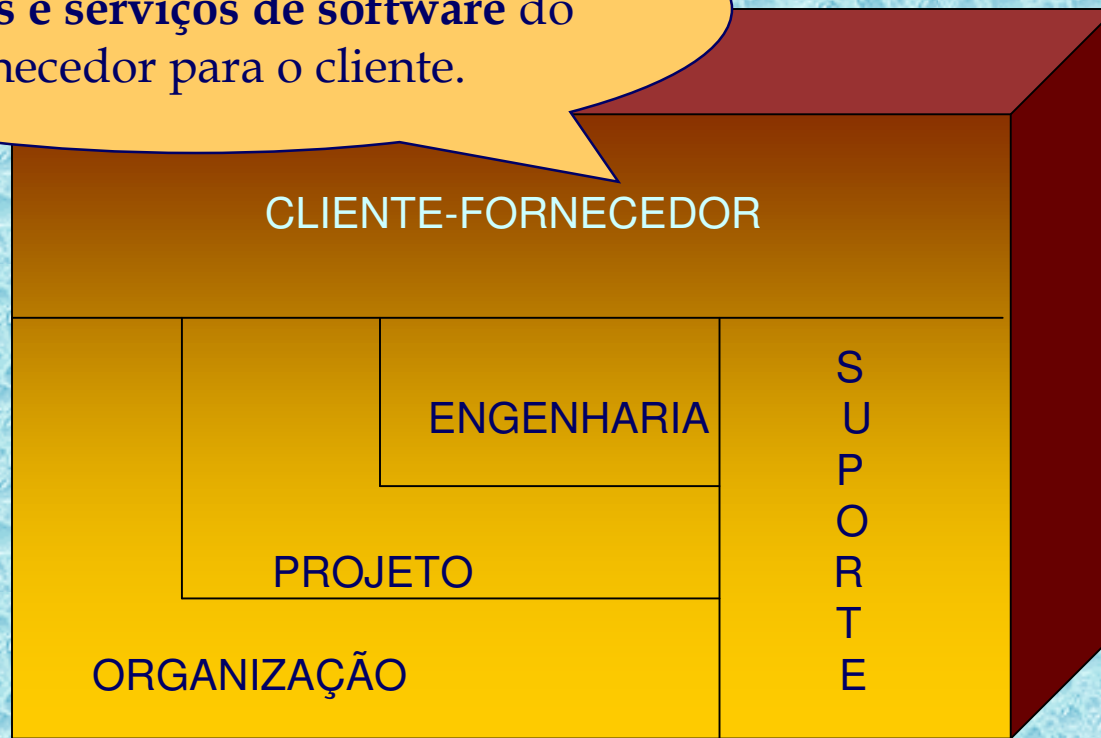 s e serviços de software do
necedor para o cliente.
CLIENTE-FORNECEDOR
ENGENHARIA
PROJETO
ORGANIZAÇÃO
S
U
P
O
R
T
E